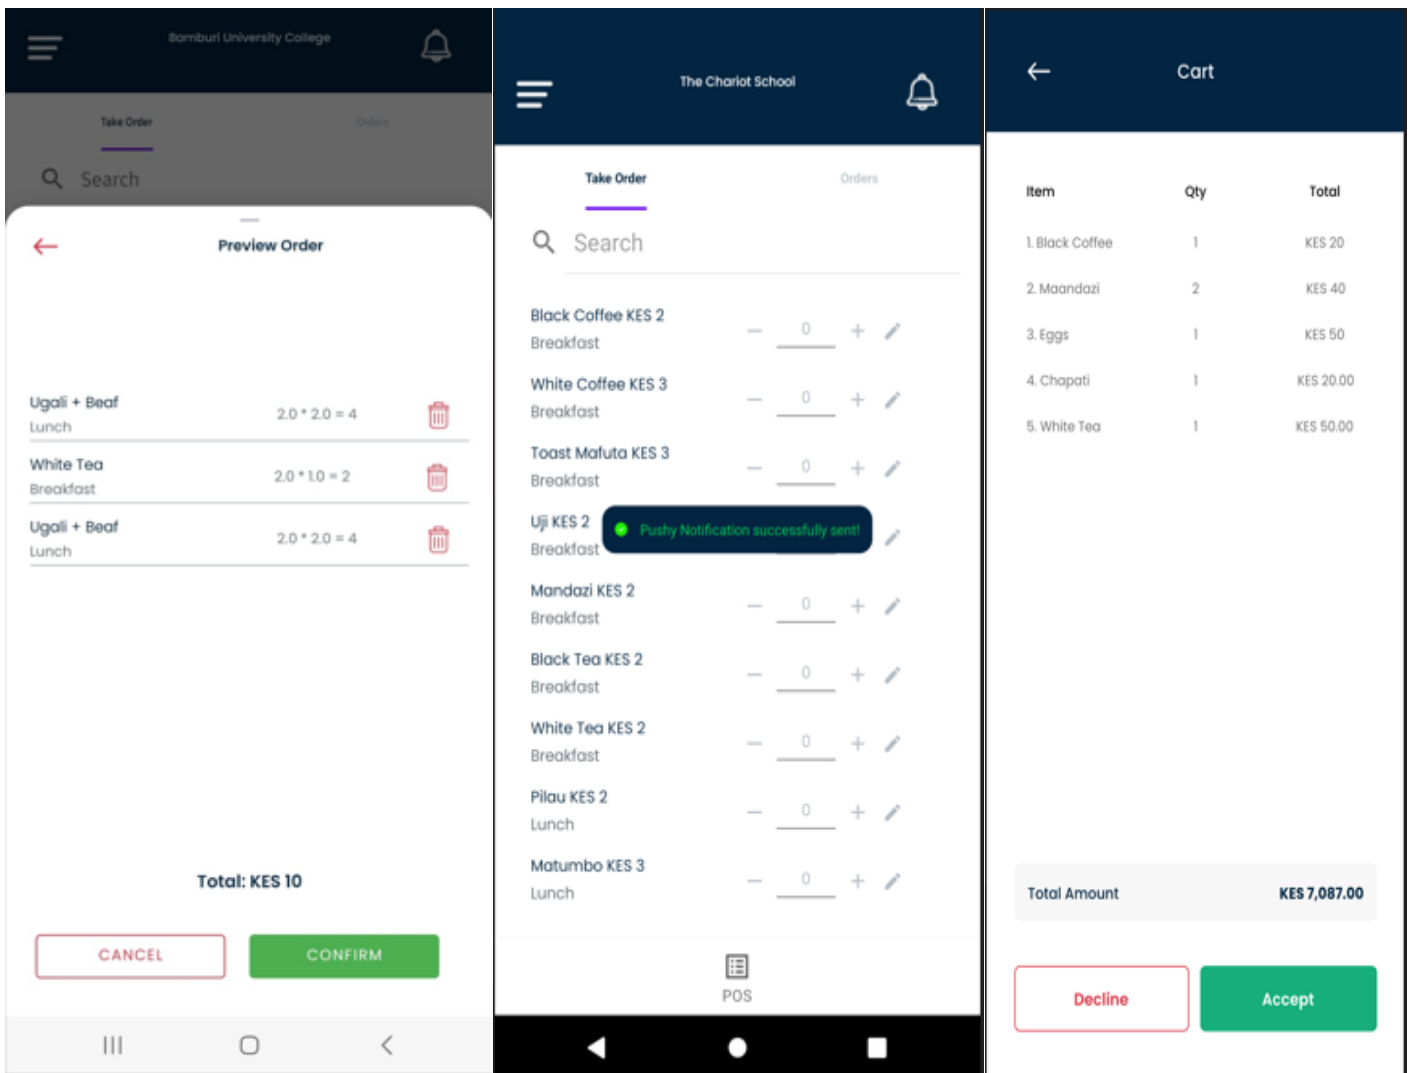 Bamburi University College
Take Order
Orders
Search
Preview Order
Ugali + Beaf
2.0 * 2.0 = 4
Lunch
White Tea
2.0 * 1.0 = 2
Breakfast
Ugali + Beaf
2.0 * 2.0 = 4
Lunch
Total: KES 10
CANCEL
CONFIRM
The Chariot School
Take Order
Orders
Search
Black Coffee KES 2
0
Breakfast
White Coffee KES 3
0
Breakfast
Toast Mafuta KES 3
0
Breakfast
Uji KES 2
Pushy Notification successfully sent!
Breakfast
Mandazi KES 2
0
Breakfast
Black Tea KES 2
0
Breakfast
White Tea KES 2
0
Breakfast
Pilau KES 2
0
Lunch
Matumbo KES 3
0
Lunch
POS
Cart
Item Qty Total
1. Black Coffee 1 KES 20
2. Maandazi 2 KES 40
3. Eggs 1 KES 50
4. Chapati 1 KES 20.00
5. White Tea 1 KES 50.00
Total Amount KES 7,087.00
Decline
Accept